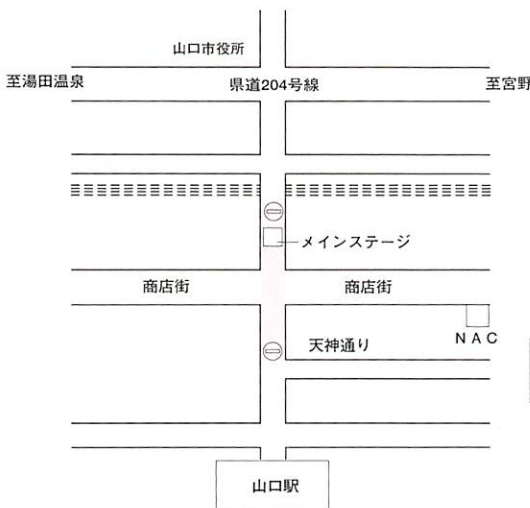 山口市役所
至湯田温泉
県道204号線
至宮野
メインステージ
商店街
商店街
天神通り
NAC
山口駅